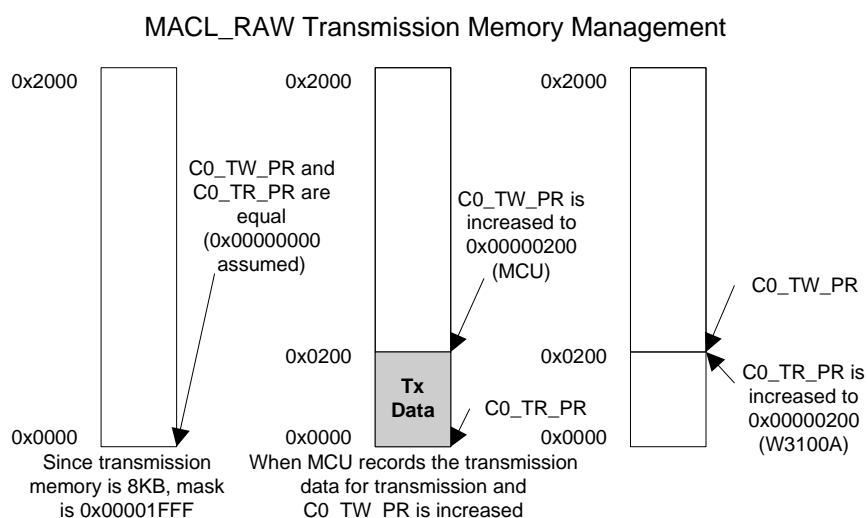 MACL_RAW Transmission Memory Management
0x2000
C0_TW_PR and
C0_TR_PR are
equal
(0x00000000
assumed)
0x0000
Since transmission
memory is 8KB, mask
is 0x00001FFF
0x2000
C0_TW_PR is
increased to
0x00000200
(MCU)
0x0200
Tx
Data
C0_TR_PR
0x0000
When MCU records the transmission
data for transmission and
C0_TW_PR is increased
0x2000
C0_TW_PR
0x0200
C0_TR_PR is
increased to
0x00000200
(W3100A)
0x0000